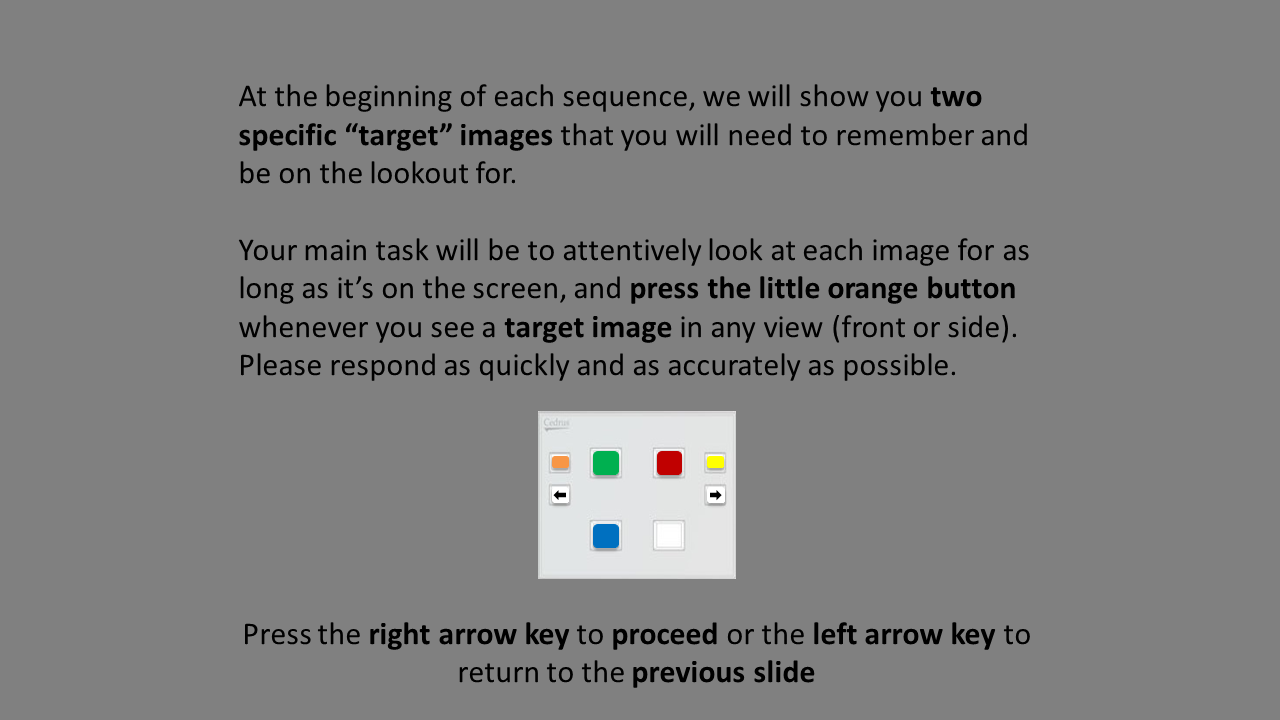 At the beginning of each sequence, we will show you two
specific “target” images that you will need to remember and
be on the lookout for.
Your main task will be to attentively look at each image for as
long as it’s on the screen, and press the little orange button
whenever you see a target image in any view (front or side).
Please respond as quickly and as accurately as possible.
Cedrus
Press the right arrow key to proceed or the left arrow key to
return to the previous slide